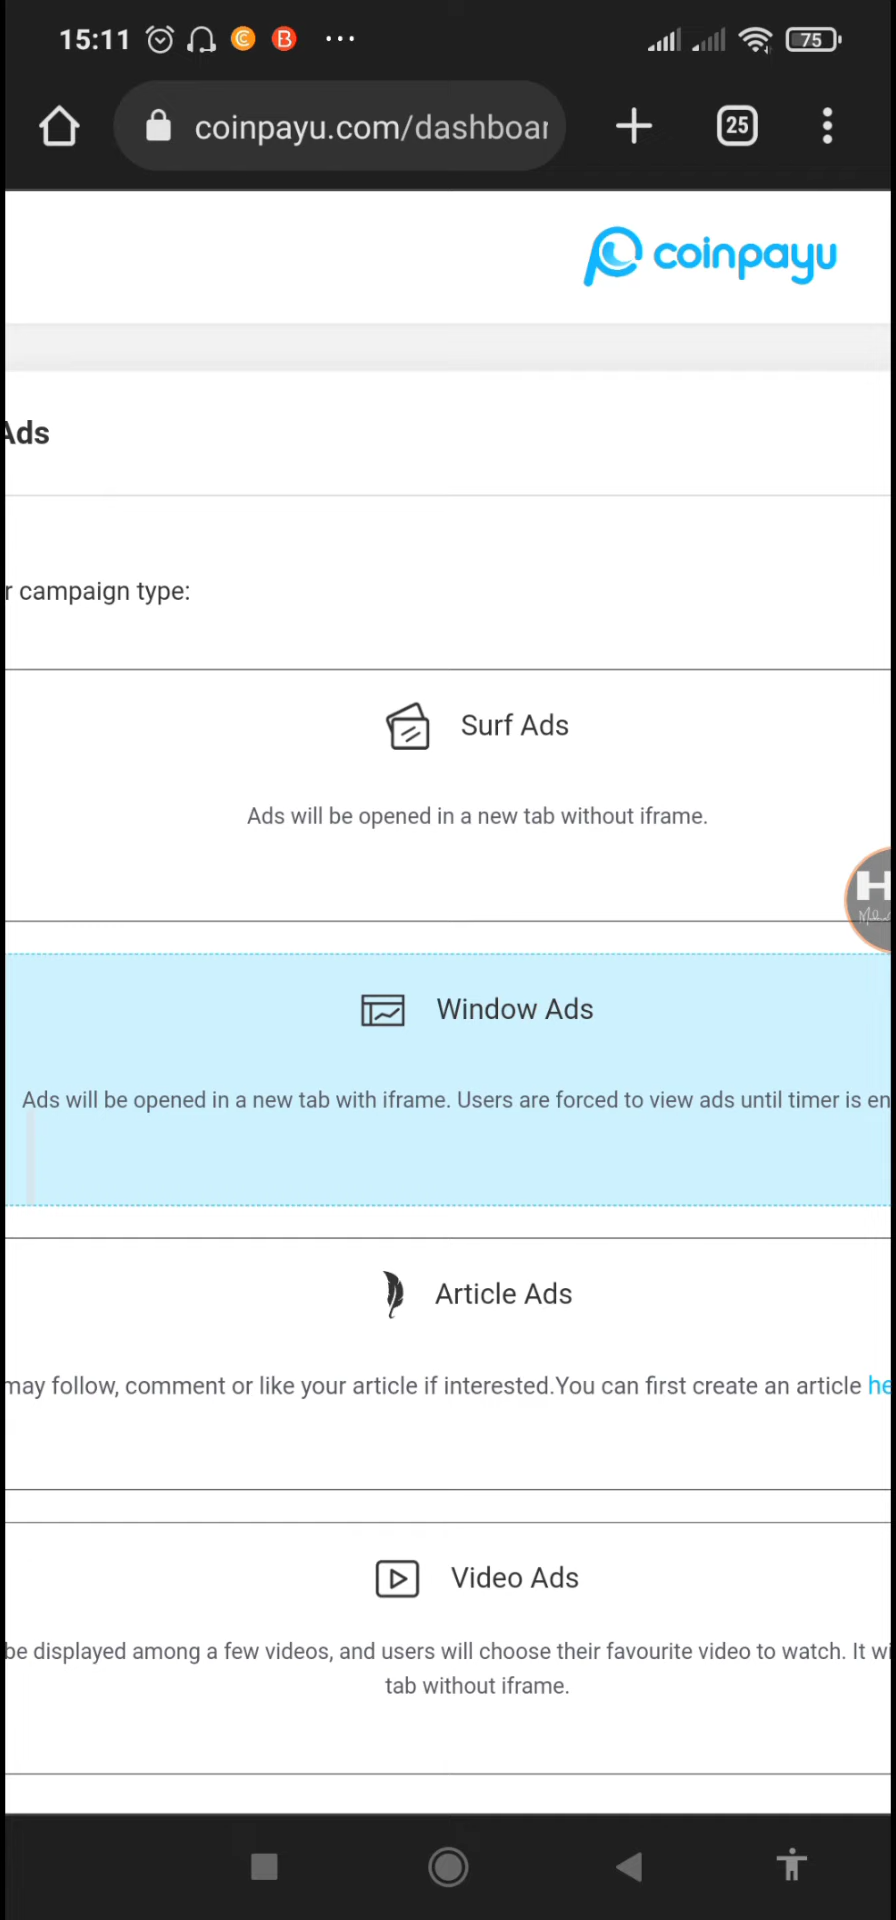 15:11
75
coinpayu.com/dashboar
25
coinpayu
Ads
r campaign type:
Surf Ads
Ads will be opened in a new tab without iframe.
H
Window Ads
Ads will be opened in a new tab with iframe. Users are forced to view ads until timer is en
Article Ads
may follow, comment or like your article if interested.You can first create an article he
Video Ads
be displayed among a few videos, and users will choose their favourite video to watch. It wi
tab without iframe.